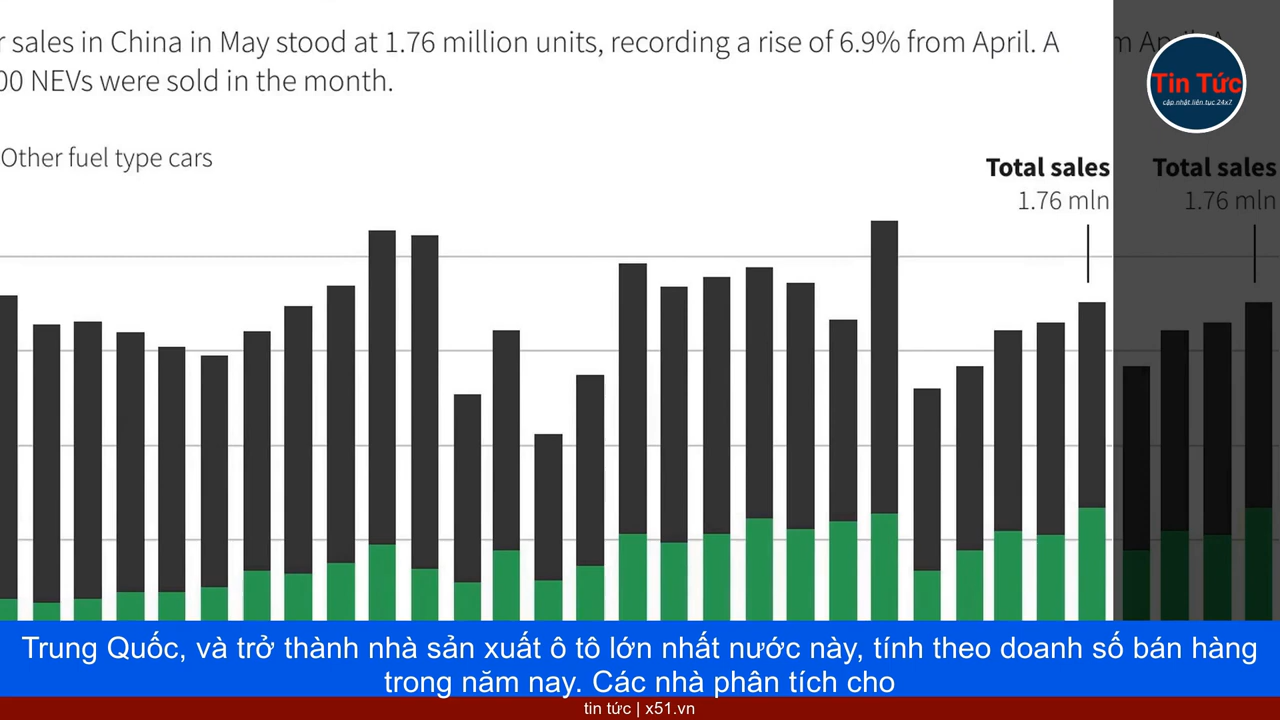 r sales in China in May stood at 1.76 million units, recording a rise of 6.9% from April. A
00 NEVs were sold in the month.
Tin Tức
cập nhật liên tục 24x7
Other fuel type cars
Total sales
1.76 mln
Total sales
1.76 mln
Trung Quốc, và trở thành nhà sản xuất ô tô lớn nhất nước này, tính theo doanh số bán hàng
trong năm nay. Các nhà phân tích cho
tin tức | x51.vn